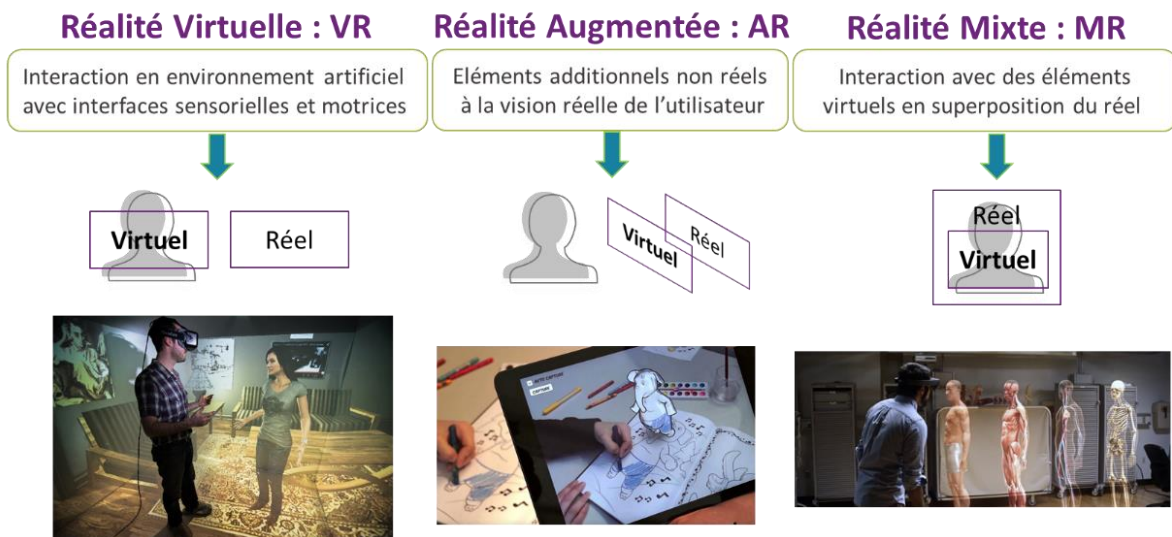 Réalité Virtuelle : VR
Interaction en environnement artificiel
avec interfaces sensorielles et motrices
Virtuel
Réel
Réalité Augmentée : AR
Eléments additionnels non réels
à la vision réelle de l'utilisateur
Virtuel
Réel
CAPTURE
Réalité Mixte : MR
Interaction avec des éléments
virtuels en superposition du réel
Réel
Virtuel